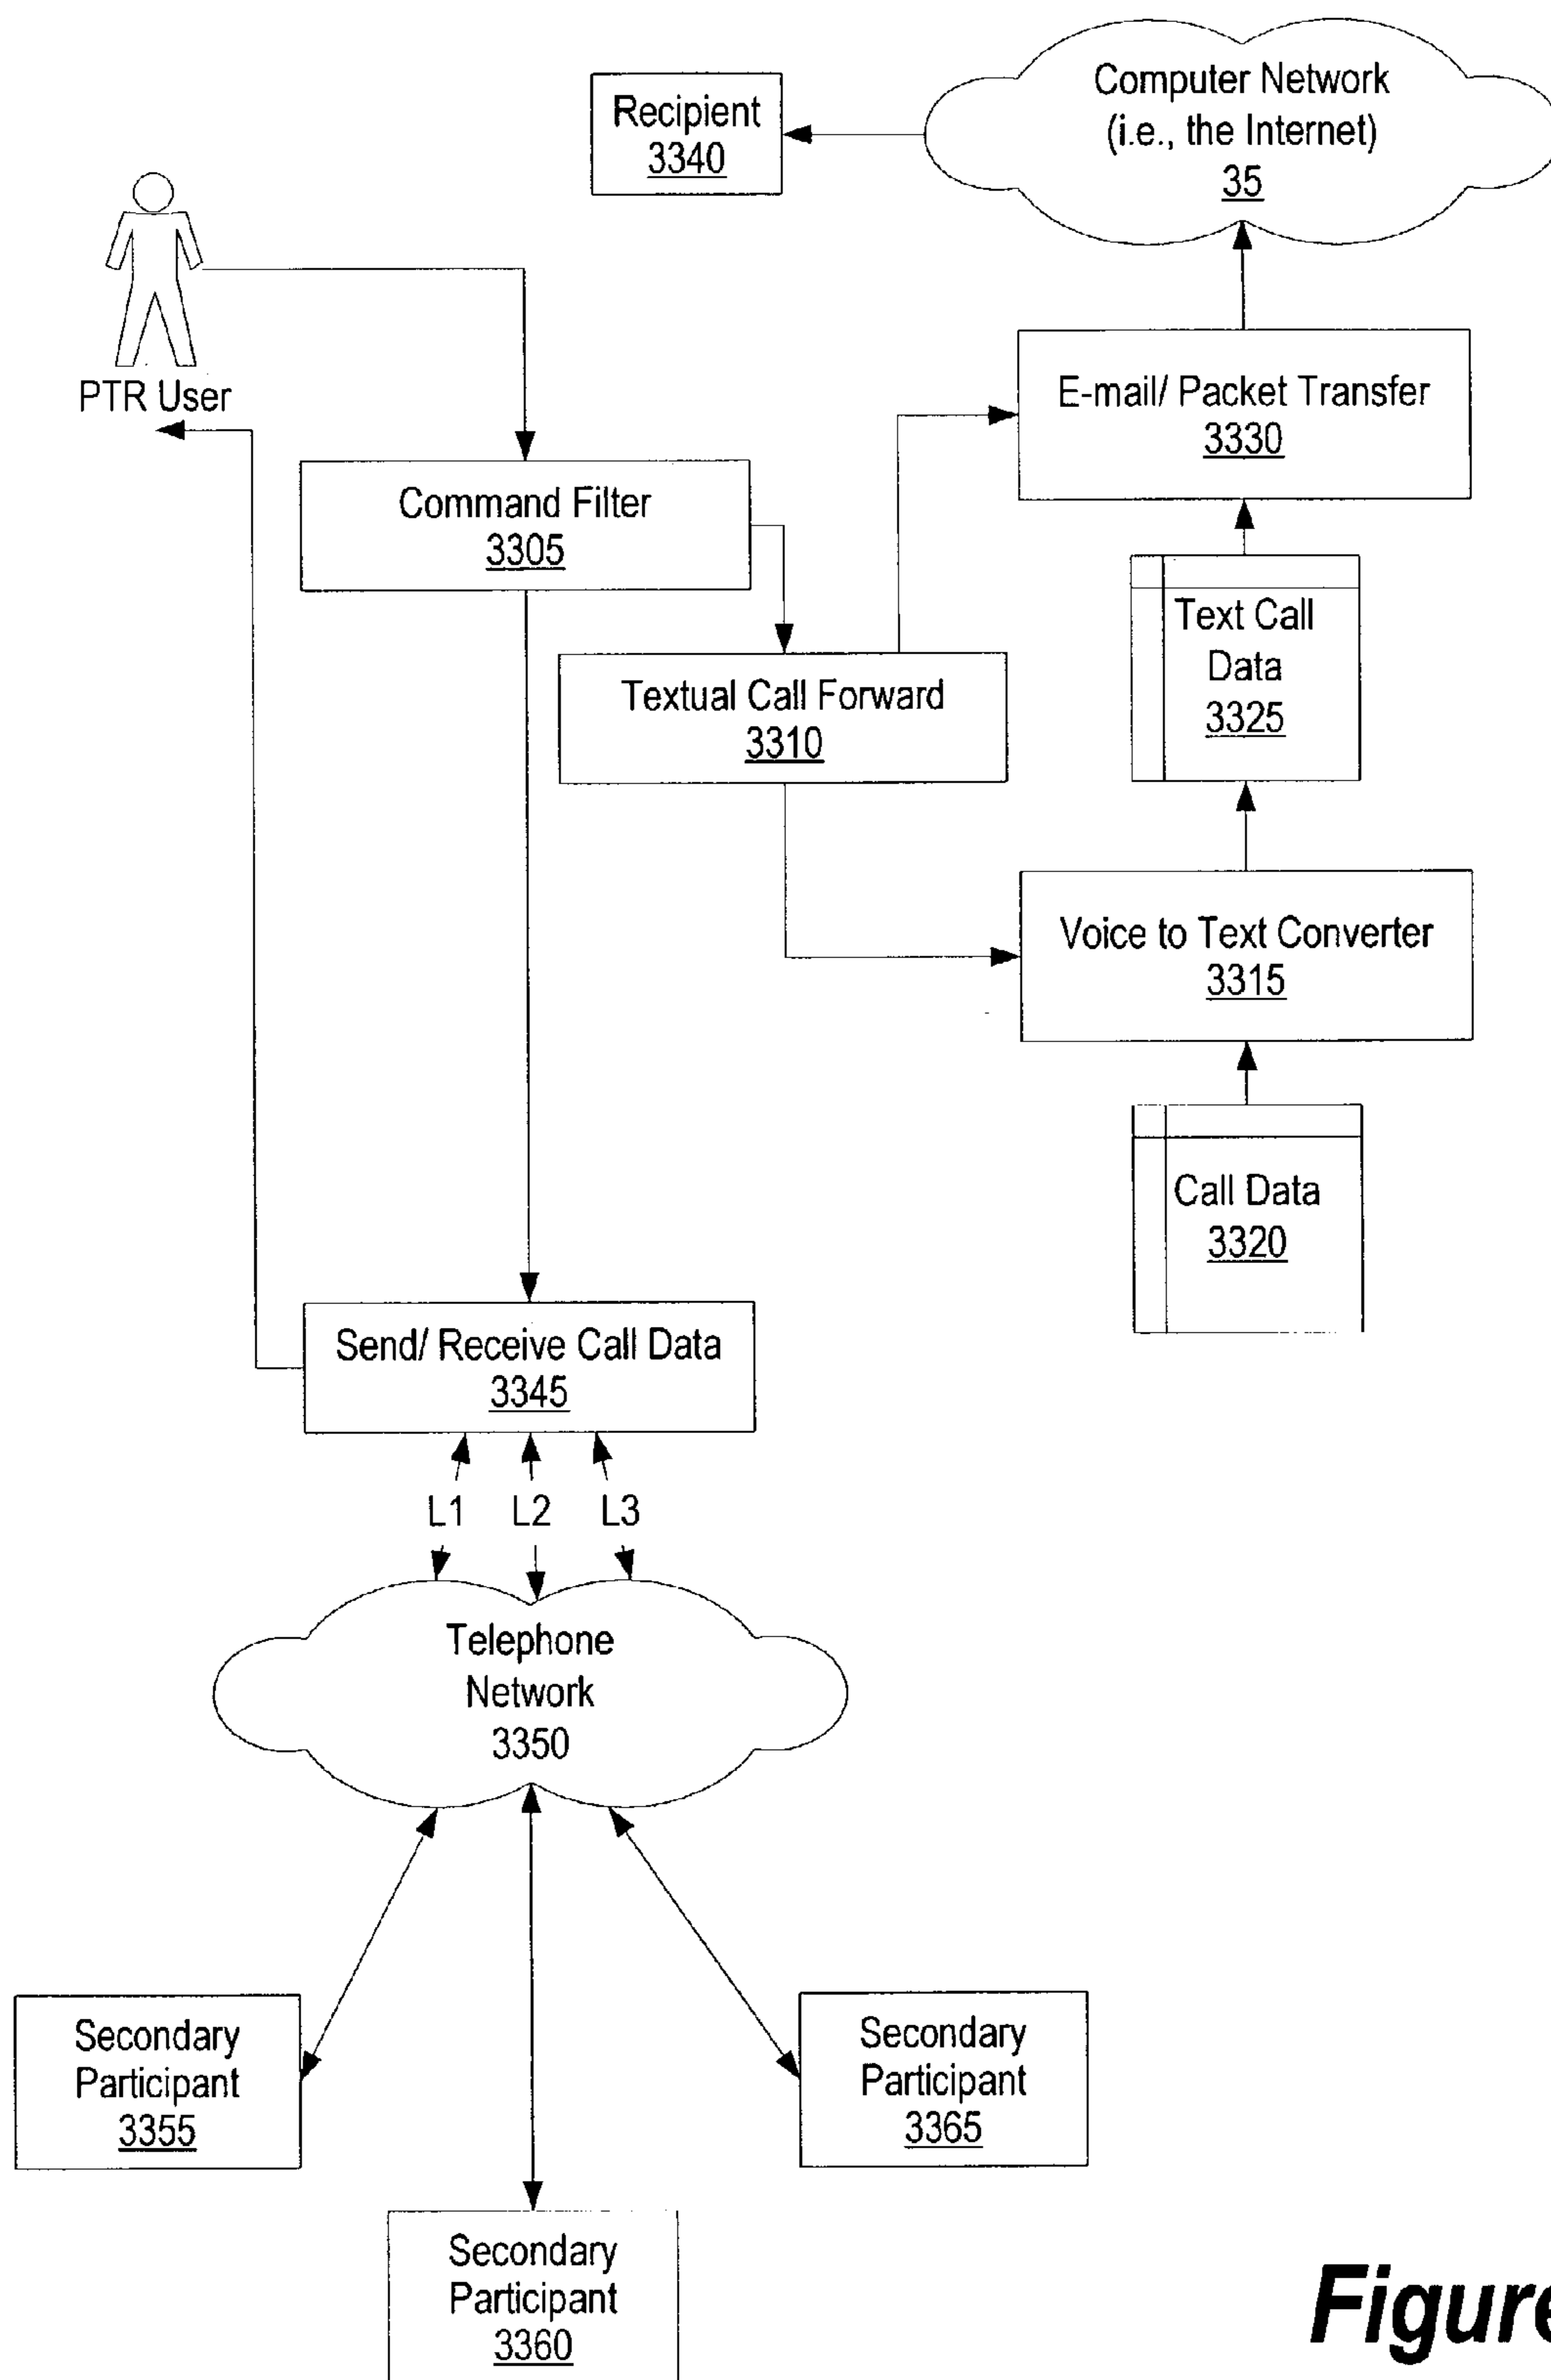 Computer Network
(i.e., the Internet)
35
Recipient
3340
PTR User
E-mail/ Packet Transfer
3330
Command Filter
3305
Text Call
Data
3325
Textual Call Forward
3310
Voice to Text Converter
3315
Call Data
3320
Send/ Receive Call Data
3345
L1 L2 L3
Telephone
Network
3350
Secondary
Participant
3355
Secondary
Participant
3365
Secondary
Participant
3360
Figure